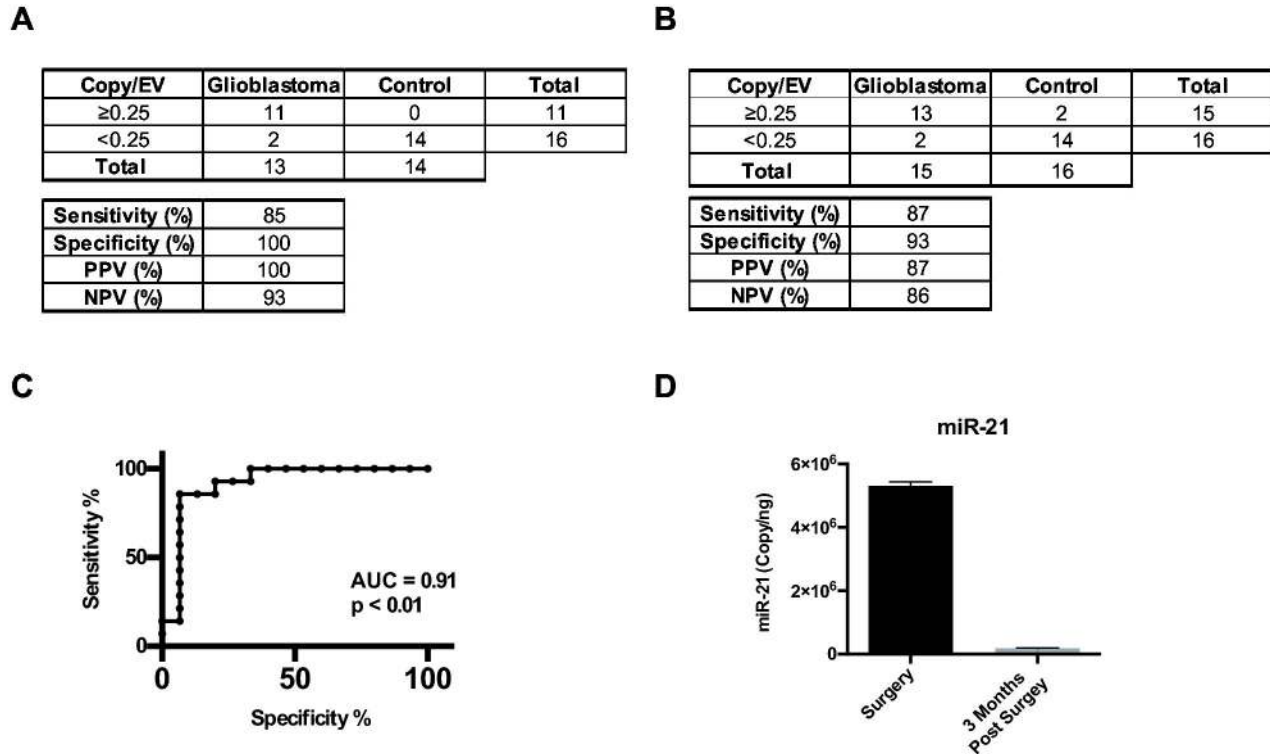 A
Copy/EV Glioblastoma Control Total
≥0.25 11 0 11
<0.25 2 14 16
Total 13 14
Sensitivity (%) 85
Specificity (%) 100
PPV (%) 100
NPV (%) 93
B
Copy/EV Glioblastoma Control Total
≥0.25 13 2 15
<0.25 2 14 16
Total 15 16
Sensitivity (%) 87
Specificity (%) 93
PPV (%) 87
NPV (%) 86
C
Sensitivity %
100
50
0
AUC = 0.91
p < 0.01
0 50 100
Specificity %
D
miR-21
miR-21 (Copy/ng)
6×10⁶
4×10⁶
2×10⁶
0
Surgery
3 Months
Post Surgey